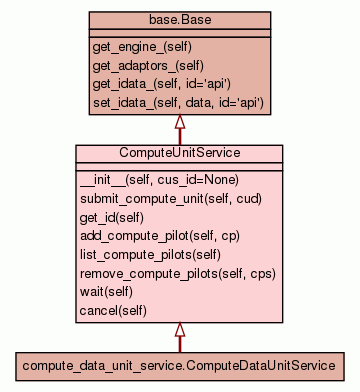 base.Base
get_engine_(self)
get_adaptors_(self)
get_idata_(self, id='api')
set_idata_(self, data, id='api')
ComputeUnitService
__init__(self, cus_id=None)
submit_compute_unit(self, cud)
get_id(self)
add_compute_pilot(self, cp)
list_compute_pilots(self)
remove_compute_pilots(self, cps)
wait(self)
cancel(self)
compute_data_unit_service.ComputeDataUnitService